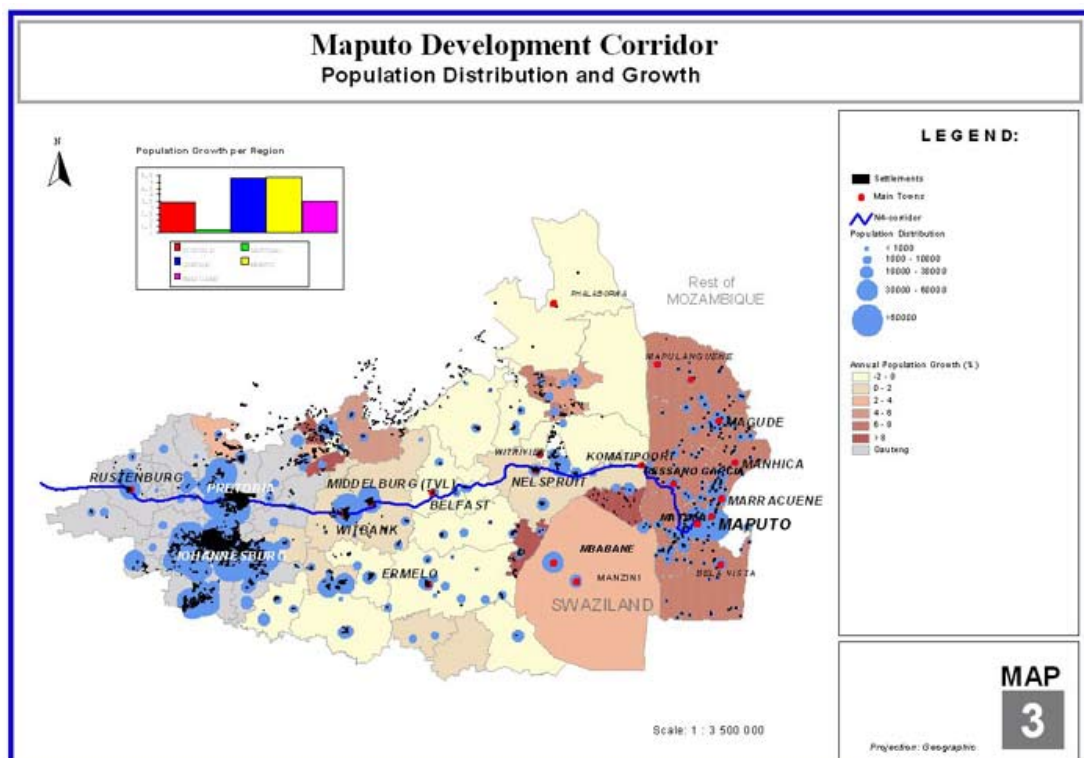 Maputo Development Corridor
Population Distribution and Growth
N
Population Growth per Region
LEGEND:
Settlements
Main Towns
N4-corridor
Population Distribution
< 1000
1000 - 10000
10000 - 30000
30000 - 60000
>60000
Annual Population Growth (%)
-2 - 0
0 - 2
2 - 4
4 - 6
6 - 8
> 8
Gauteng
Rest of
MOZAMBIQUE
PHALABORWA
MAPULANGUENE
MAGUDE
WITRIVIER
KOMATIPOORT
RESSANO GARCIA
MANHICA
RUSTENBURG
PRETORIA
MIDDELBURG (TVL)
NELSPRUIT
BELFAST
MARRACUENE
WITBANK
MATOLA
MAPUTO
JOHANNESBURG
MBABANE
ERMELO
MANZINI
BELA VISTA
SWAZILAND
Scale: 1 : 3 500 000
MAP
3
Projection: Geographic